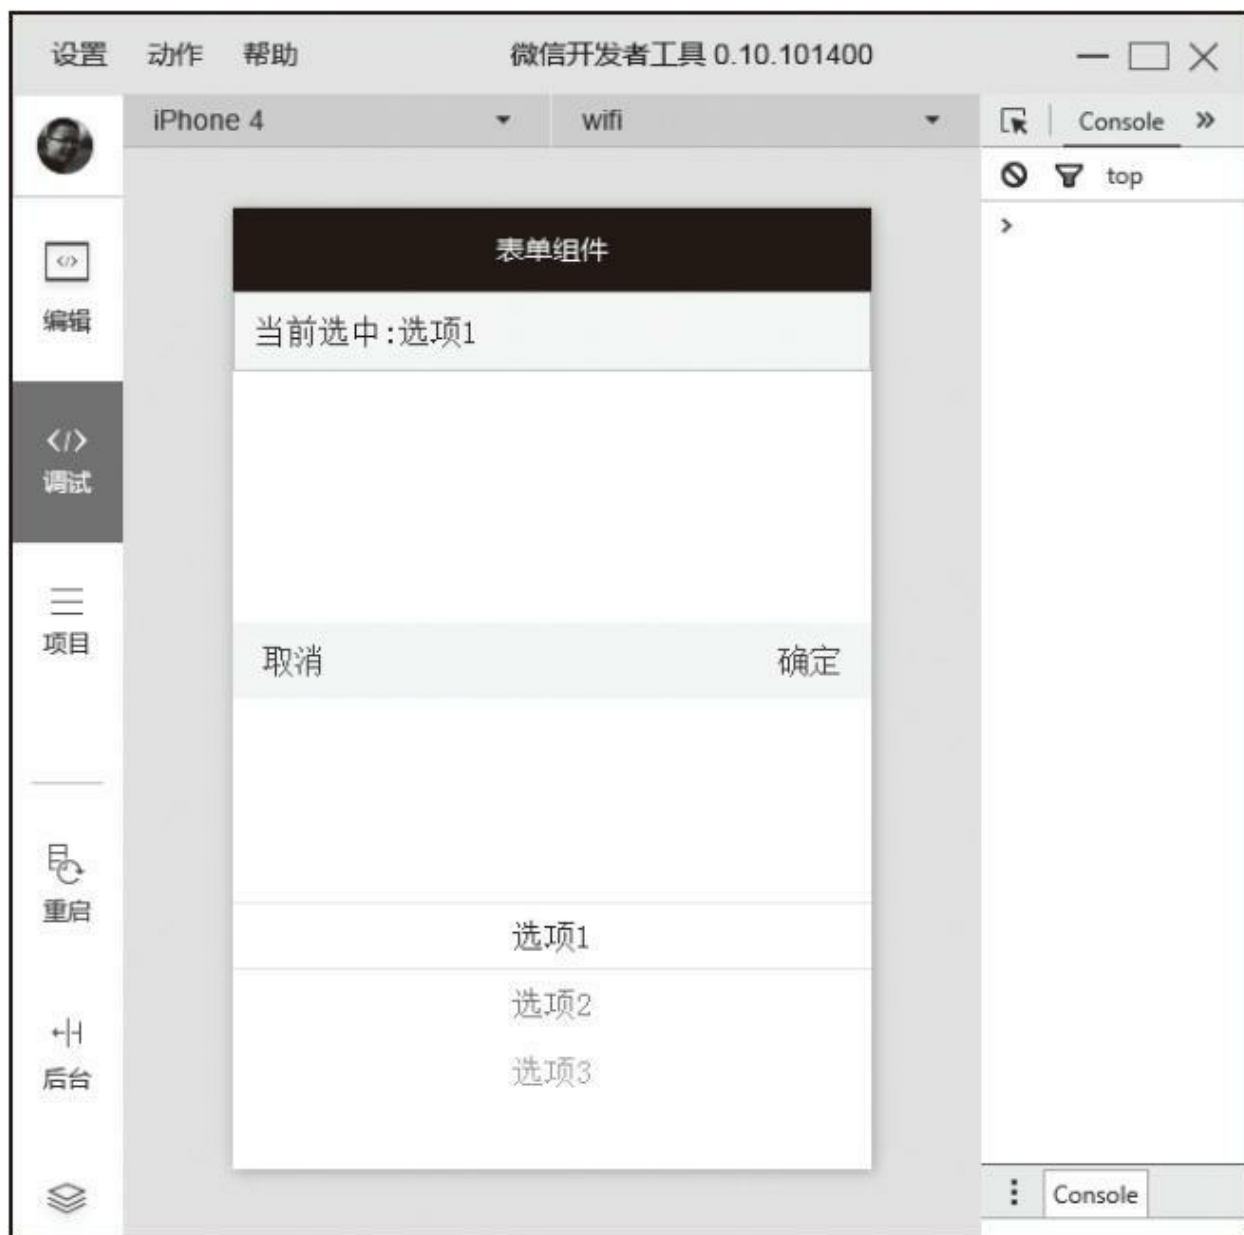 设置 动作 帮助 微信开发者工具 0.10.101400
iPhone 4 wifi Console »
top
表单组件
编辑
当前选中:选项1
</> 调试
项目
取消 确定
重启
选项1
选项2
后台
选项3
Console